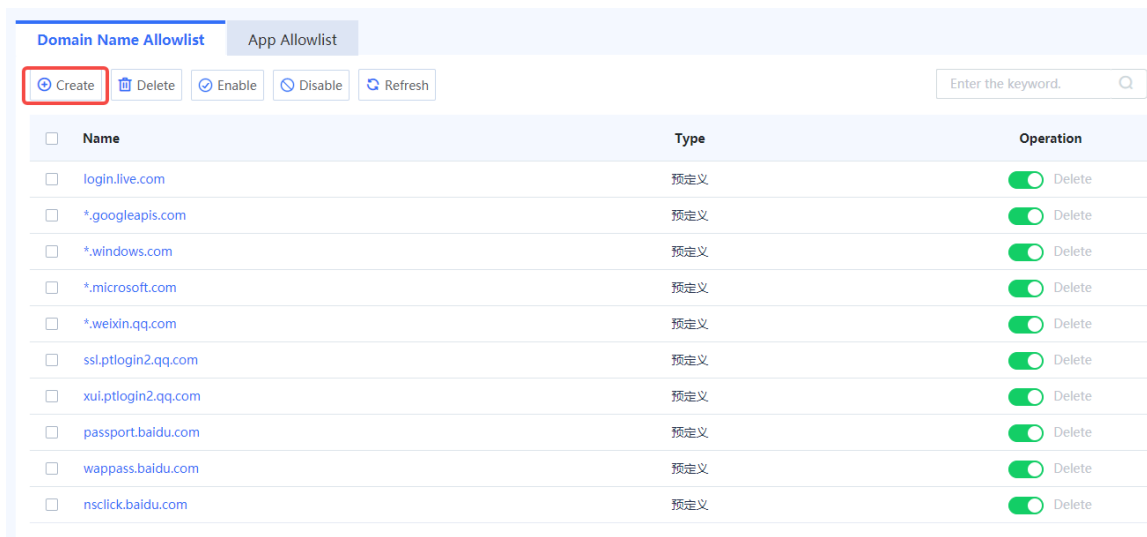 Domain Name Allowlist App Allowlist
Create Delete Enable Disable Refresh Enter the keyword.
Name Type Operation
login.live.com 预定义 Delete
*.googleapis.com 预定义 Delete
*.windows.com 预定义 Delete
*.microsoft.com 预定义 Delete
*.weixin.qq.com 预定义 Delete
ssl.ptlogin2.qq.com 预定义 Delete
xui.ptlogin2.qq.com 预定义 Delete
passport.baidu.com 预定义 Delete
wappass.baidu.com 预定义 Delete
nsclick.baidu.com 预定义 Delete